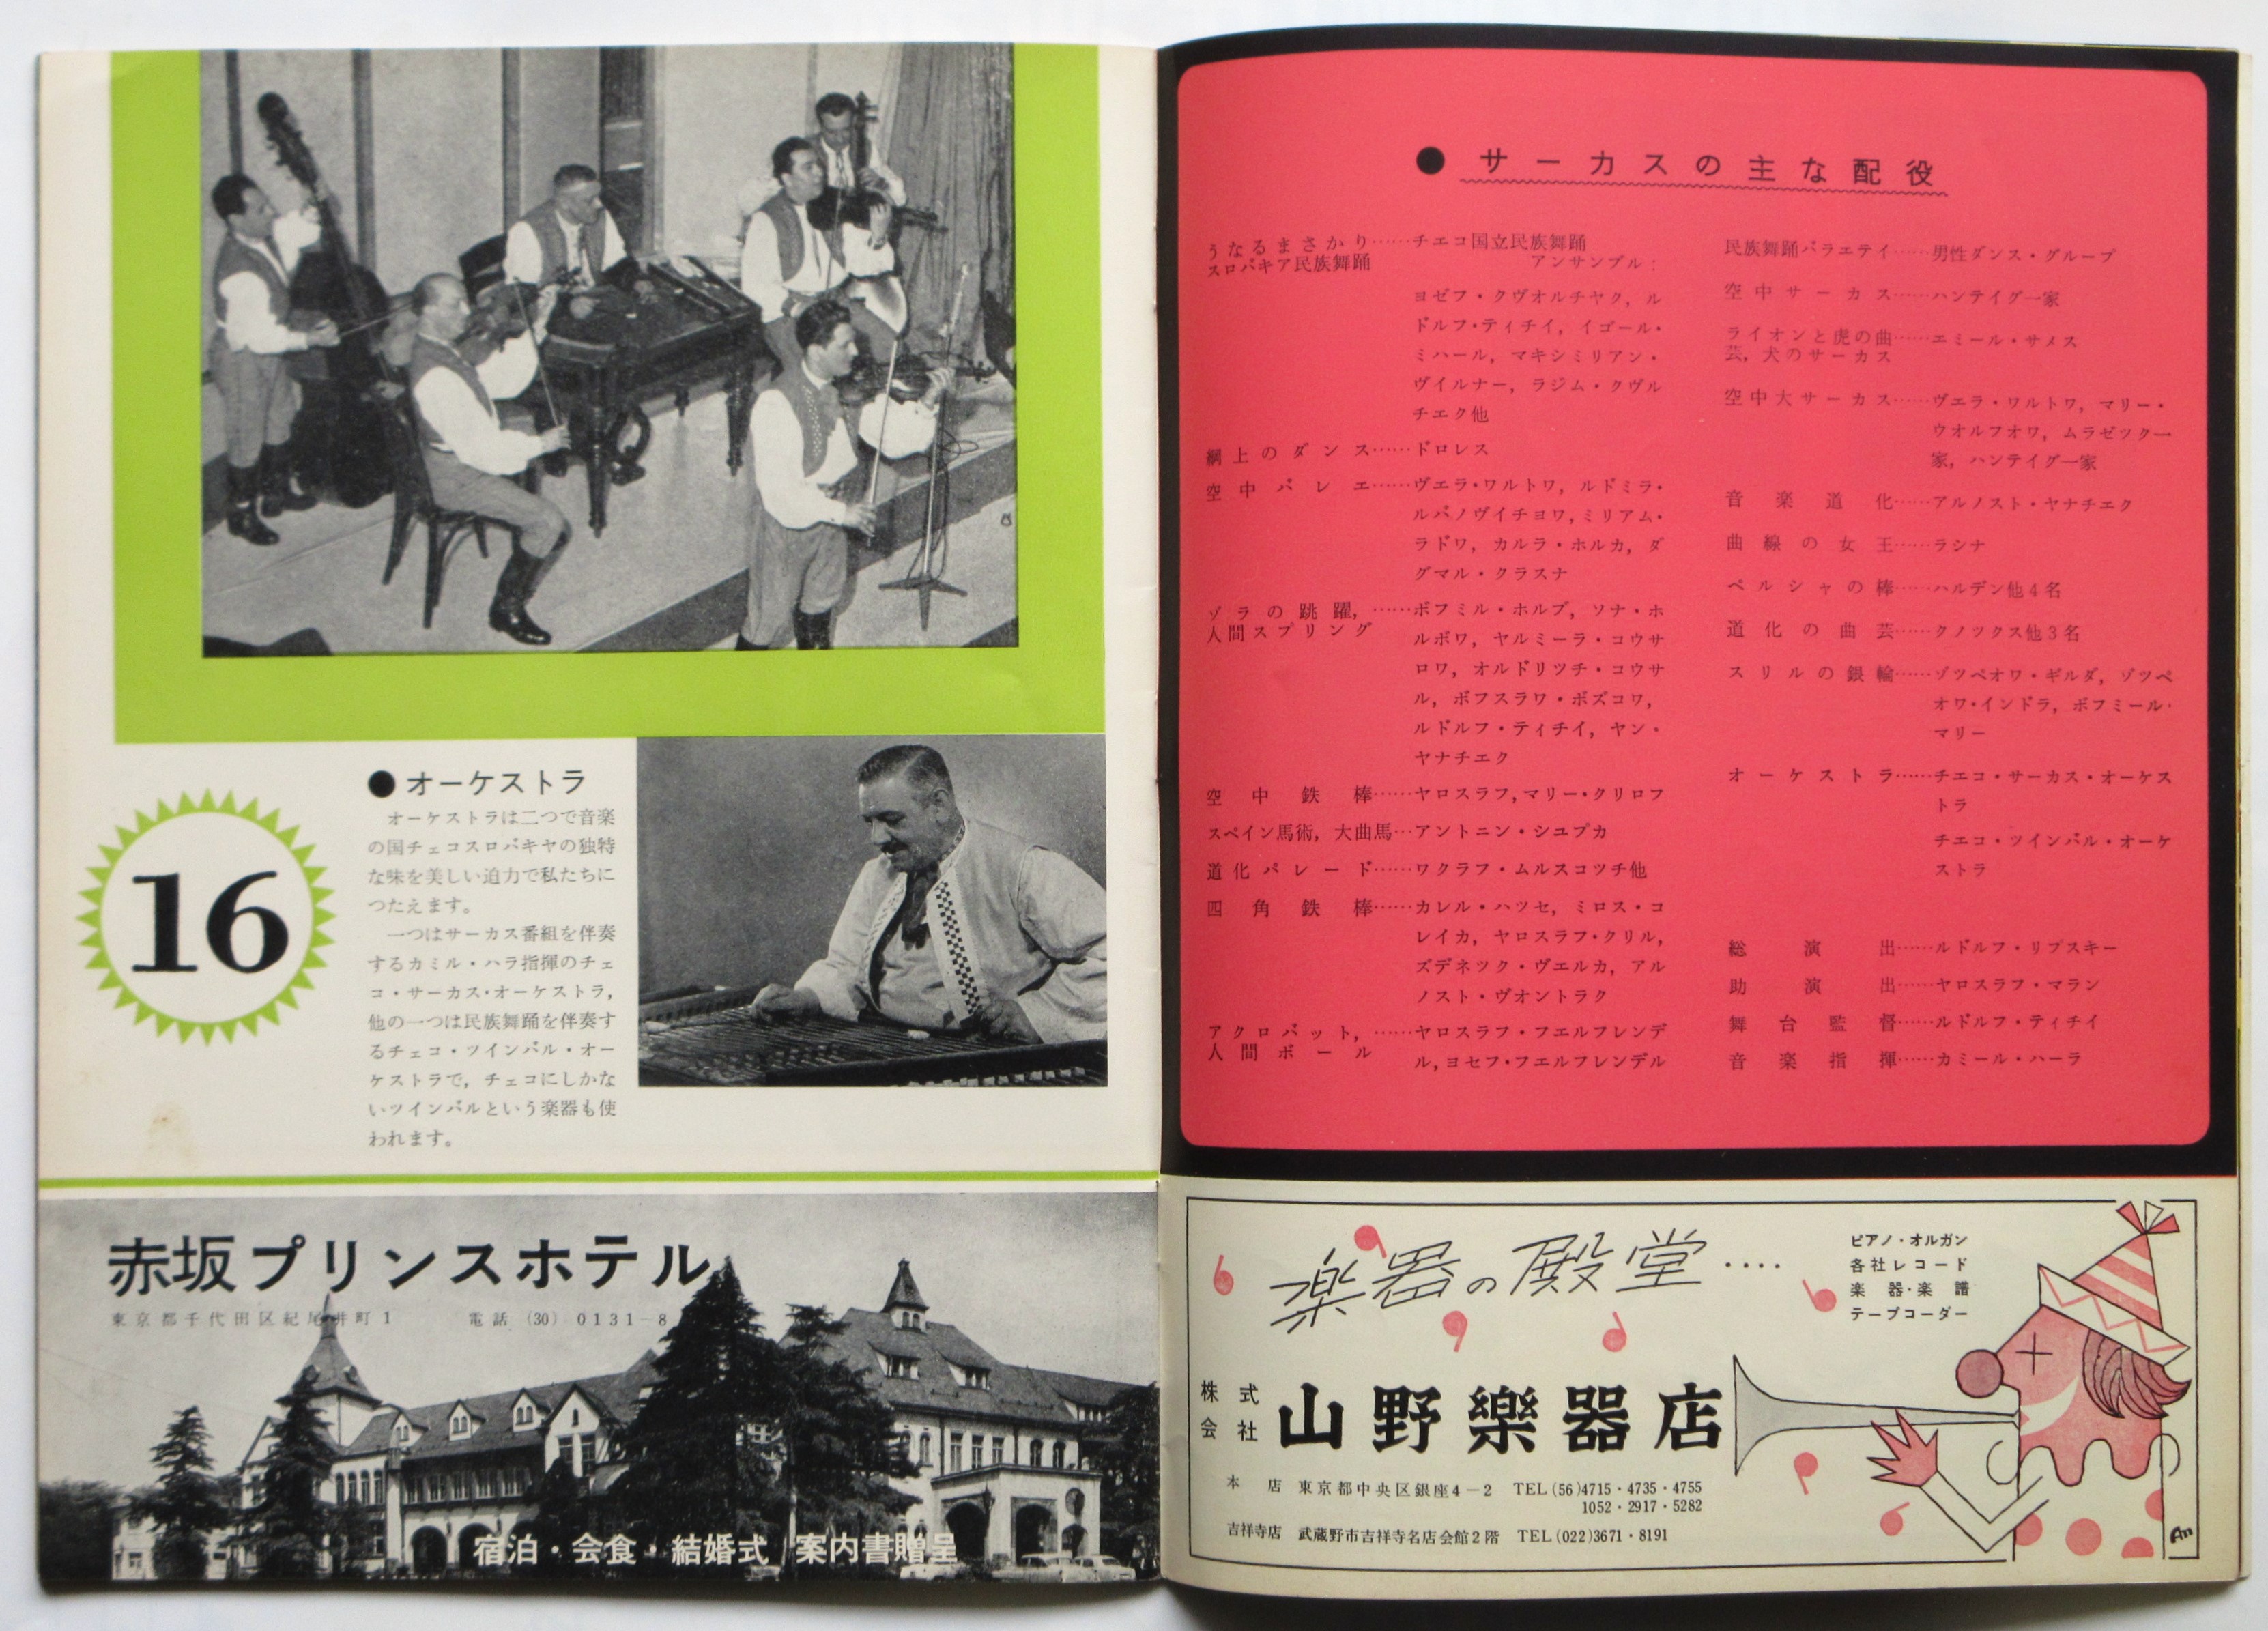 ●オーケストラ
オーケストラは二つで音楽
の国チェコスロバキヤの独特
な味を美しい迫力で私たちに
つたえます。
一つはサーカス番組を伴奏
するカミル・ハラ指揮のチェ
コ・サーカス・オーケストラ,
他の一つは民族舞踊を伴奏す
るチェコ・ツインバル・オー
ケストラで,チェコにしかな
いツインバルという楽器も使
われます。
16
赤坂プリンスホテル
東京都千代田区紀尾井町1 電話 (30) 0131-8
宿泊・会食・結婚式 案内書贈呈
●サーカスの主な配役
うなるまさかり……チエコ国立民族舞踊
スロバキア民族舞踊 アンサンブル:
ヨゼフ・クヴオルチヤク, ル
ドルフ・ティチイ, イゴール・
ミハール, マキシミリアン・
ヴイルナー, ラジム・クヴル
チエク他
綱上のダンス……ドロレス
空中バレエ……ヴエラ・ワルトワ, ルドミラ・
ルパノヴイチヨワ, ミリアム・
ラドワ, カルラ・ホルカ, ダ
グマル・クラスナ
ゾラの跳躍, ……ボフミル・ホルブ, ソナ・ホ
人間スプリング
ルボワ, ヤルミーラ・コウサ
ロワ, オルドリツチ・コウサ
ル, ボフスラワ・ボズコワ,
ルドルフ・ティチイ, ヤン・
ヤナチエク
空中鉄棒……ヤロスラフ, マリー・クリロフ
スペイン馬術, 大曲馬…アントニン・シユプカ
道化パレード……ワクラフ・ムルスコツチ他
四角鉄棒……カレル・ハツセ, ミロス・コ
レイカ, ヤロスラフ・クリル,
ズデネツク・ヴエルカ, アル
ノスト・ヴオントラク
アクロバット, ……ヤロスラフ・フエルフレンデ
人間ボール ル, ヨセフ・フエルフレンデル
民族舞踊バラエテイ……男性ダンス・グループ
空中サーカス……ハンテイグ一家
ライオンと虎の曲……エミール・サメス
芸, 犬のサーカス
空中大サーカス……ヴエラ・ワルトワ, マリー・
ウオルフオワ, ムラゼツク一
家, ハンテイグ一家
音楽道化……アルノスト・ヤナチエク
曲線の女王……ラシナ
ペルシャの棒……ハルデン他4名
道化の曲芸……クノツクス他3名
スリルの銀輪……ゾツペオワ・ギルダ, ゾツペ
オワ・インドラ, ボフミール・
マリー
オーケストラ……チエコ・サーカス・オーケス
トラ
チエコ・ツインバル・オーケ
ストラ
総演出……ルドルフ・リブスキー
助演出……ヤロスラフ・マラン
舞台監督……ルドルフ・ティチイ
音楽指揮……カミール・ハーラ
楽器の殿堂‥‥
ピアノ・オルガン
各社レコード
楽器・楽譜
テープコーダー
株式会社 山野樂器店
本店 東京都中央区銀座4-2 TEL (56)4715・4735・4755
1052・2917・5282
吉祥寺店 武蔵野市吉祥寺名店会館2階 TEL (022)3671・8191